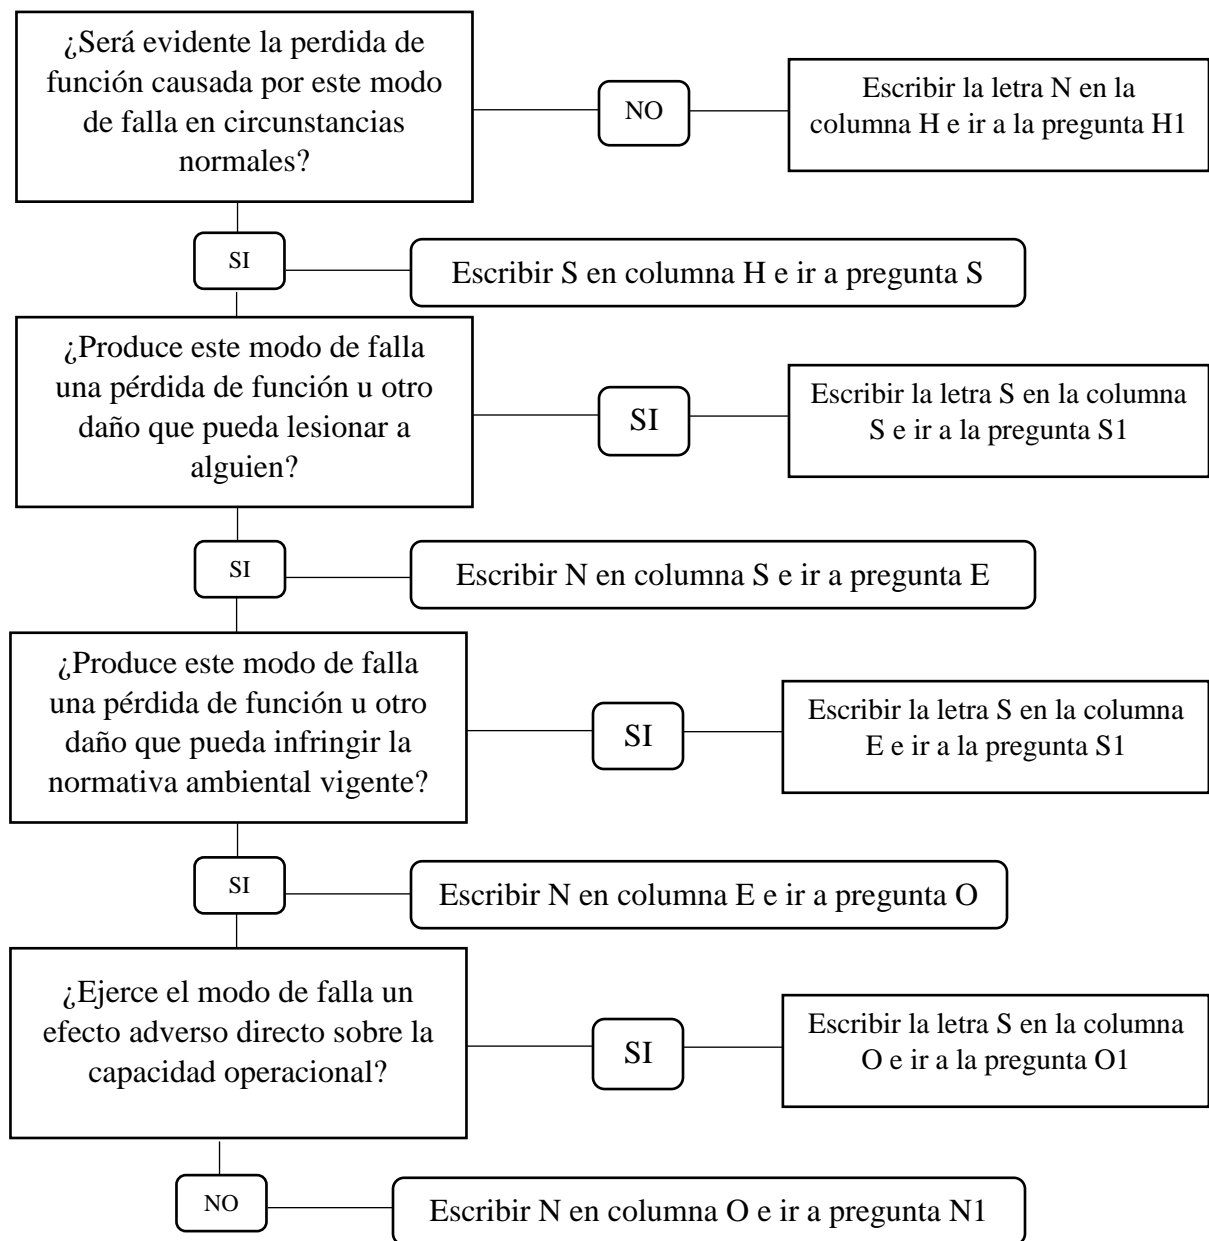 ¿Será evidente la perdida de
función causada por este modo
de falla en circunstancias
normales?
NO
Escribir la letra N en la
columna H e ir a la pregunta H1
SI
Escribir S en columna H e ir a pregunta S
¿Produce este modo de falla
una pérdida de función u otro
daño que pueda lesionar a
alguien?
SI
Escribir la letra S en la columna
S e ir a la pregunta S1
SI
Escribir N en columna S e ir a pregunta E
¿Produce este modo de falla
una pérdida de función u otro
daño que pueda infringir la
normativa ambiental vigente?
SI
Escribir la letra S en la columna
E e ir a la pregunta S1
SI
Escribir N en columna E e ir a pregunta O
¿Ejerce el modo de falla un
efecto adverso directo sobre la
capacidad operacional?
SI
Escribir la letra S en la columna
O e ir a la pregunta O1
NO
Escribir N en columna O e ir a pregunta N1